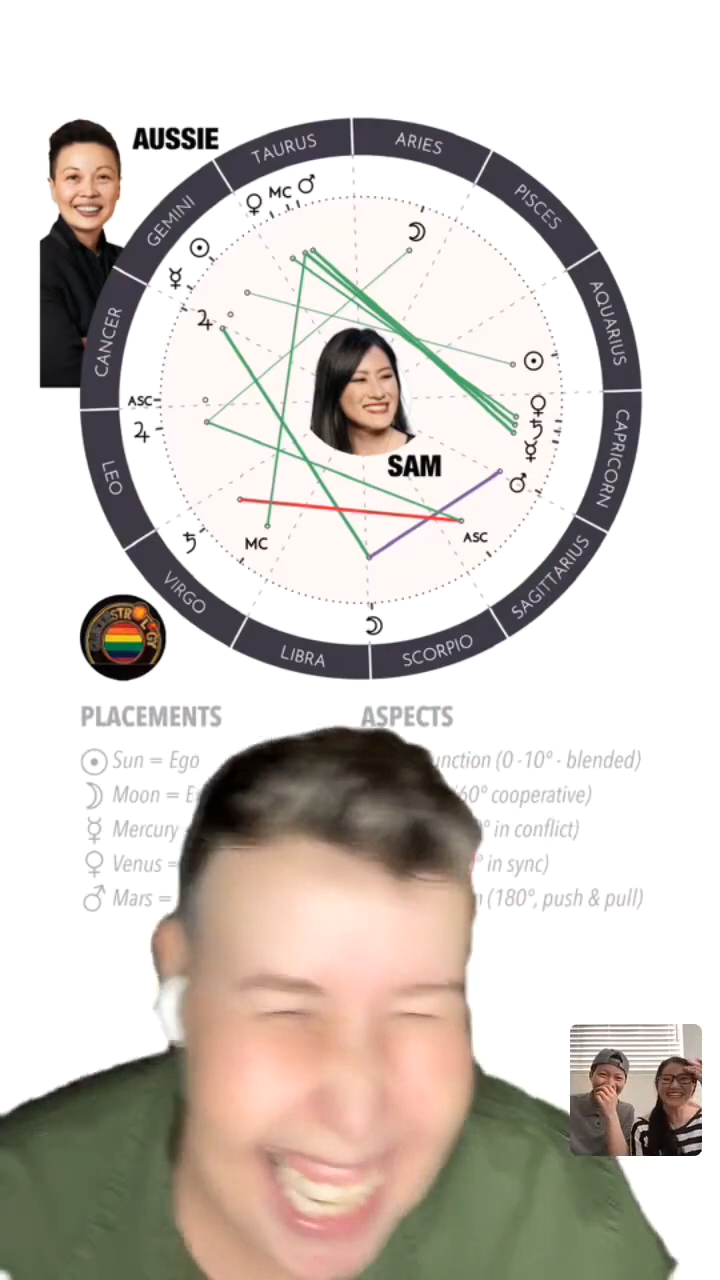 AUSSIE
TAURUS
ARIES
PISCES
GEMINI
MC
AQUARIUS
CANCER
ASC
CAPRICORN
SAM
LEO
ASC
MC
SAGITTARIUS
VIRGO
LIBRA
SCORPIO
PLACEMENTS ASPECTS
Sun = Ego (0-10° - blended)
Moon = 60° cooperative)
Mercury in conflict)
Venus = in sync)
Mars = (180°, push & pull)